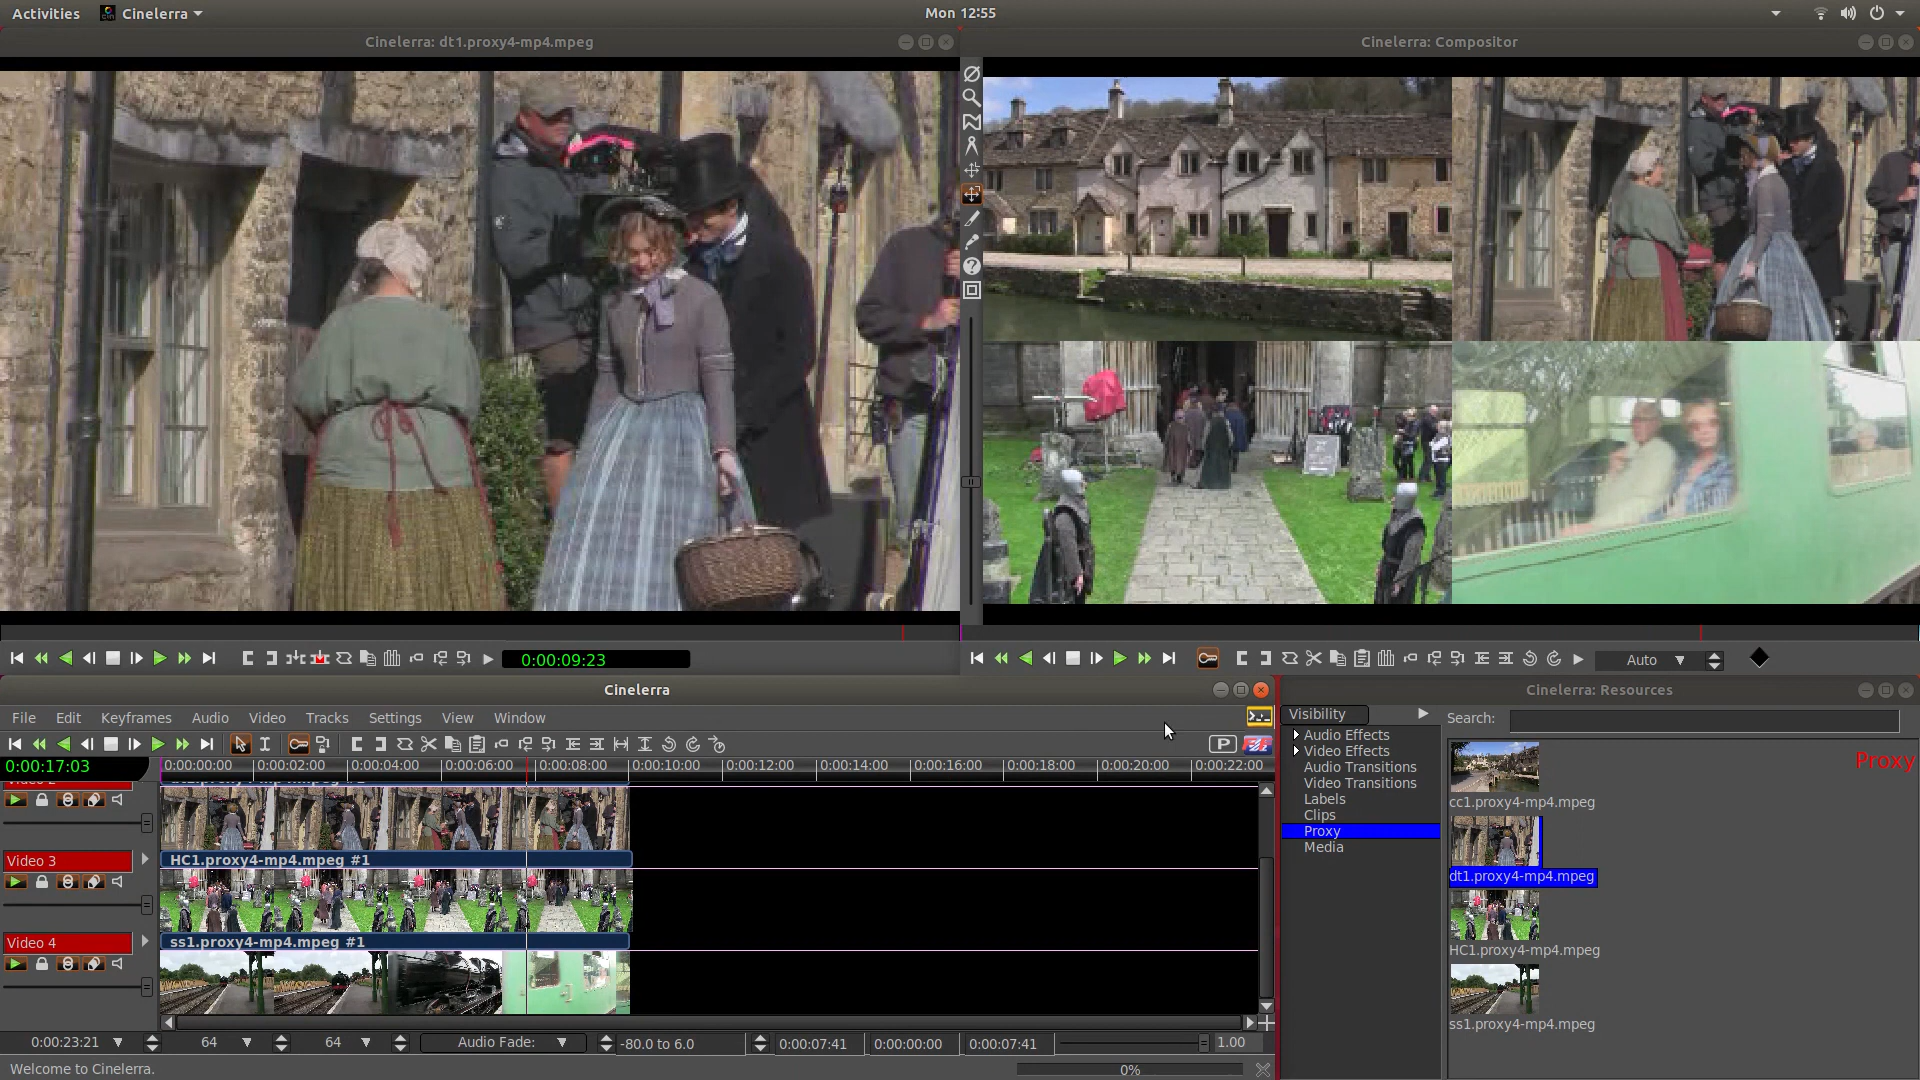 Activities Cinelerra Mon 12:55
Cinelerra: dt1.proxy4-mp4.mpeg
Cinelerra: Compositor
0:00:09:23
Auto
Cinelerra
File Edit Keyframes Audio Video Tracks Settings View Window
P
0:00:17:03
0:00:00:00 0:00:02:00 0:00:04:00 0:00:06:00 0:00:08:00 0:00:10:00 0:00:12:00 0:00:14:00 0:00:16:00 0:00:18:00 0:00:20:00 0:00:22:00
Video 3
HC1.proxy4-mp4.mpeg #1
Video 4
ss1.proxy4-mp4.mpeg #1
0:00:23:21 64 64 Audio Fade: -80.0 to 6.0 0:00:07:41 0:00:00:00 0:00:07:41 1.00
Welcome to Cinelerra.
0%
Cinelerra: Resources
Visibility
Search:
Audio Effects
Video Effects
Audio Transitions
Video Transitions
Labels
Clips
Proxy
Media
Proxy
cc1.proxy4-mp4.mpeg
dt1.proxy4-mp4.mpeg
HC1.proxy4-mp4.mpeg
ss1.proxy4-mp4.mpeg